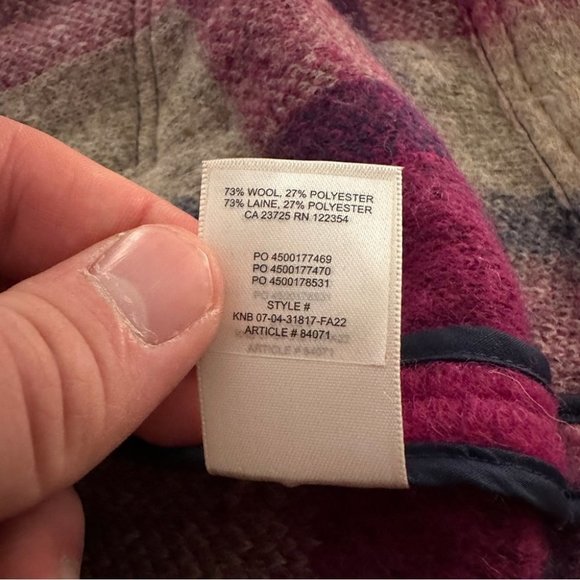 73% WOOL, 27% POLYESTER
73% LAINE, 27% POLYESTER
CA 23725 RN 122354
PO 4500177469
PO 4500177470
PO 4500178531
STYLE #
KNB 07-04-31817-FA22
ARTICLE # 84071